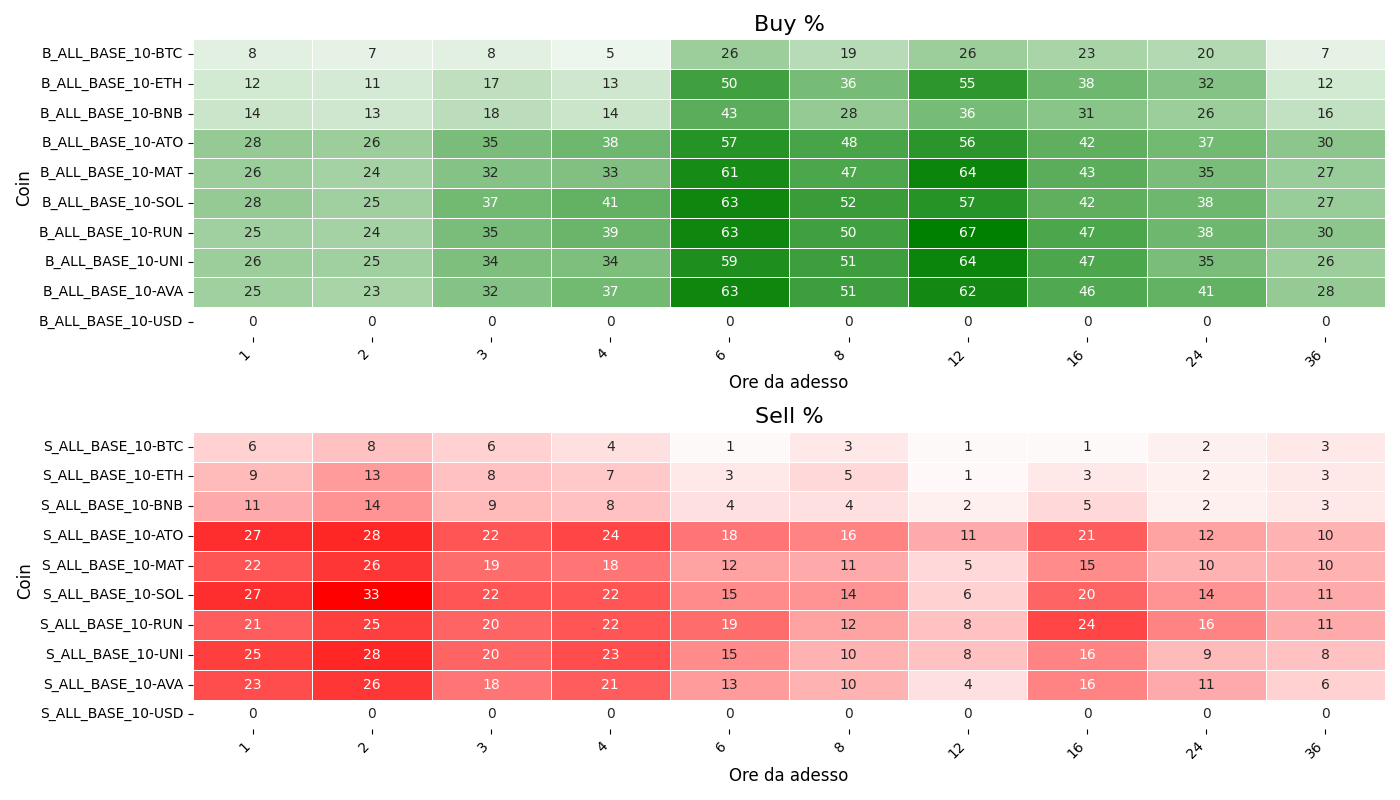 Buy %
Coin
B_ALL_BASE_10-BTC 8 7 8 5 26 19 26 23 20 7
B_ALL_BASE_10-ETH 12 11 17 13 50 36 55 38 32 12
B_ALL_BASE_10-BNB 14 13 18 14 43 28 36 31 26 16
B_ALL_BASE_10-ATO 28 26 35 38 57 48 56 42 37 30
B_ALL_BASE_10-MAT 26 24 32 33 61 47 64 43 35 27
B_ALL_BASE_10-SOL 28 25 37 41 63 52 57 42 38 27
B_ALL_BASE_10-RUN 25 24 35 39 63 50 67 47 38 30
B_ALL_BASE_10-UNI 26 25 34 34 59 51 64 47 35 26
B_ALL_BASE_10-AVA 25 23 32 37 63 51 62 46 41 28
B_ALL_BASE_10-USD 0 0 0 0 0 0 0 0 0 0
1 2 3 4 6 8 12 16 24 36
Ore da adesso
Sell %
Coin
S_ALL_BASE_10-BTC 6 8 6 4 1 3 1 1 2 3
S_ALL_BASE_10-ETH 9 13 8 7 3 5 1 3 2 3
S_ALL_BASE_10-BNB 11 14 9 8 4 4 2 5 2 3
S_ALL_BASE_10-ATO 27 28 22 24 18 16 11 21 12 10
S_ALL_BASE_10-MAT 22 26 19 18 12 11 5 15 10 10
S_ALL_BASE_10-SOL 27 33 22 22 15 14 6 20 14 11
S_ALL_BASE_10-RUN 21 25 20 22 19 12 8 24 16 11
S_ALL_BASE_10-UNI 25 28 20 23 15 10 8 16 9 8
S_ALL_BASE_10-AVA 23 26 18 21 13 10 4 16 11 6
S_ALL_BASE_10-USD 0 0 0 0 0 0 0 0 0 0
1 2 3 4 6 8 12 16 24 36
Ore da adesso